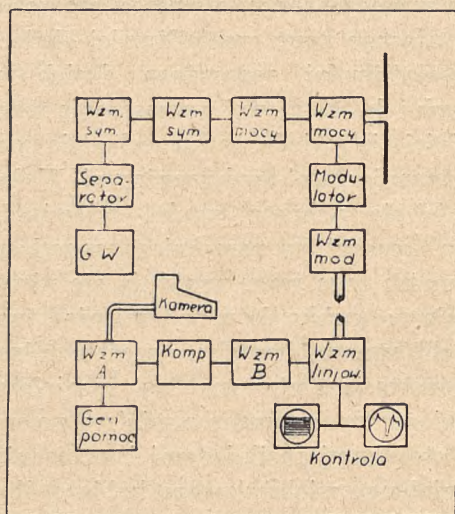 Wzm.
sym
Wzm
sym
Wzm
mocy
Wzm
mocy
Sepa-
rator
Modu-
lator
G W
Wzm
mod
Kamera
Wzm
A
Komp
Wzm
B
Wzm
linjow.
Gen
pomoc
Kontrola